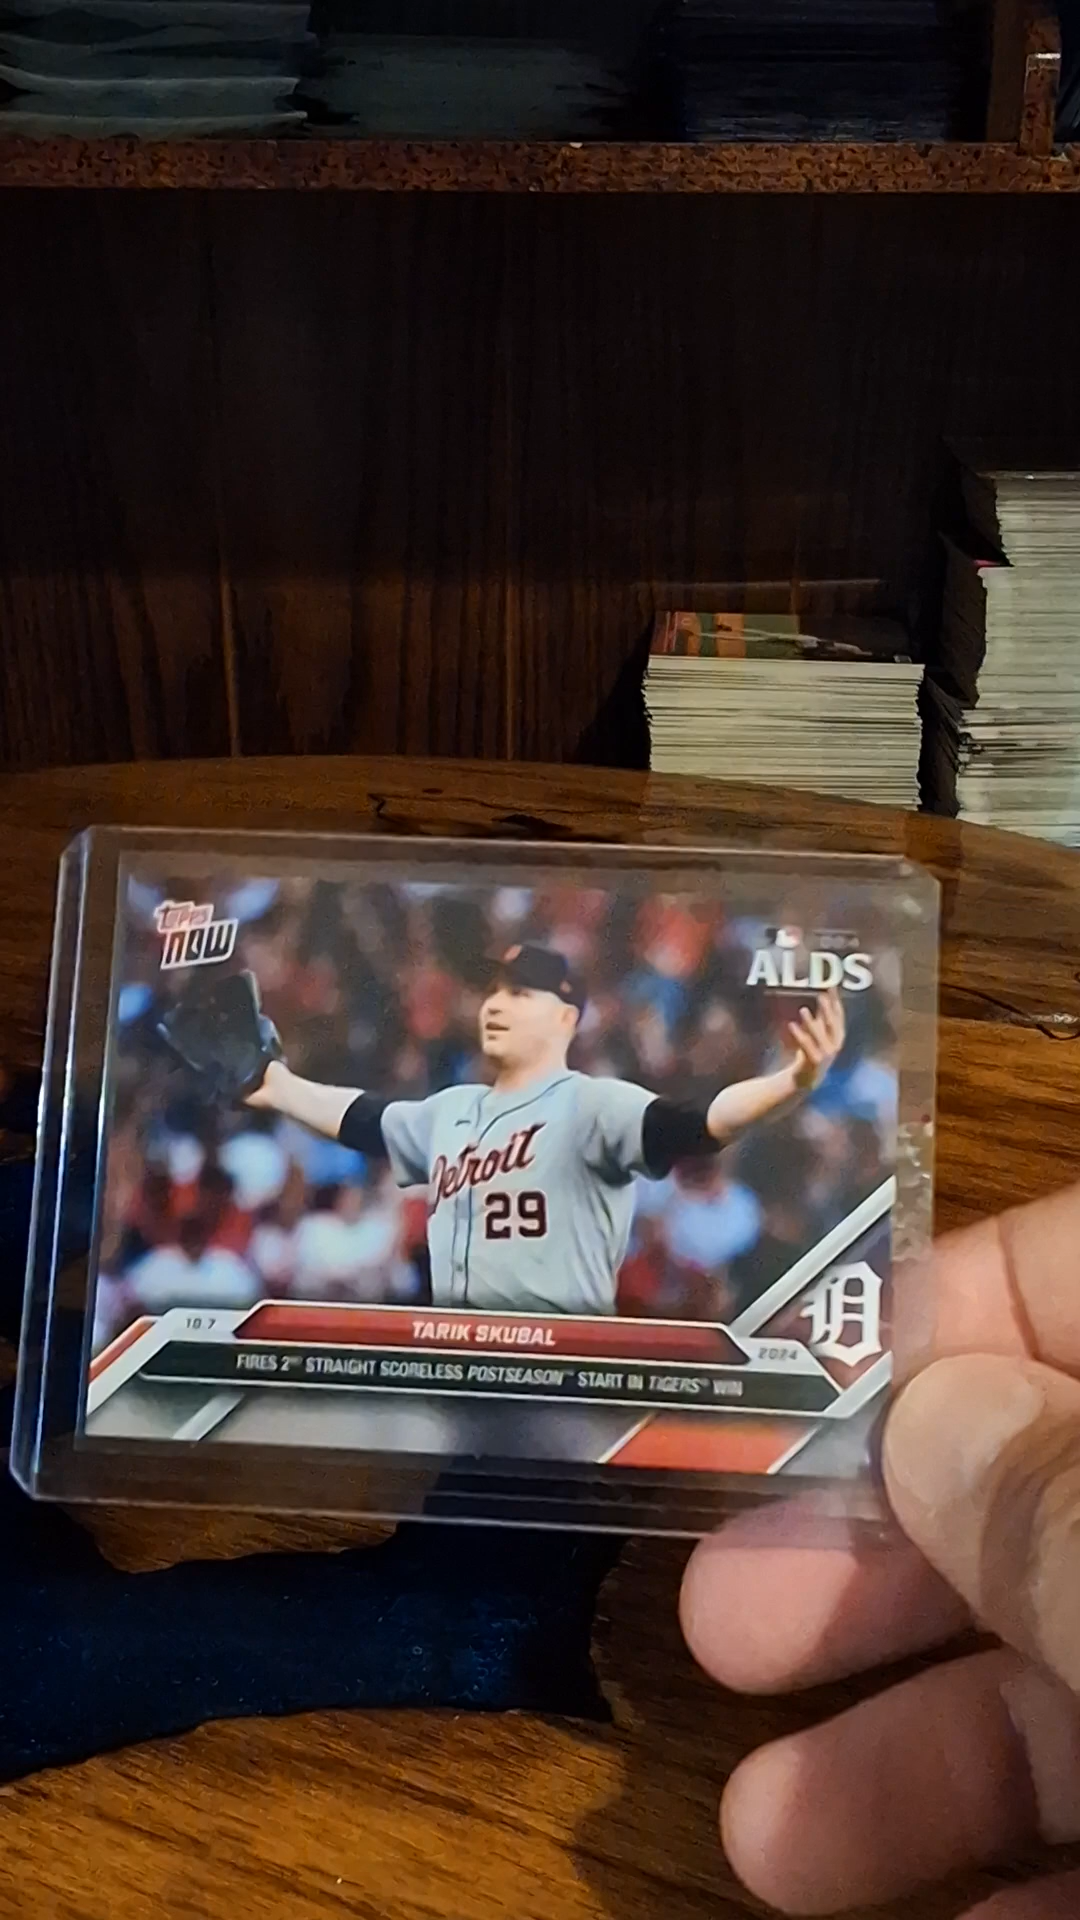 TOPPS
NOW
ALDS
Detroit
29
10.7
TARIK SKUBAL
2024
D
FIRES 2ND STRAIGHT SCORELESS POSTSEASON™ START IN TIGERS® WIN